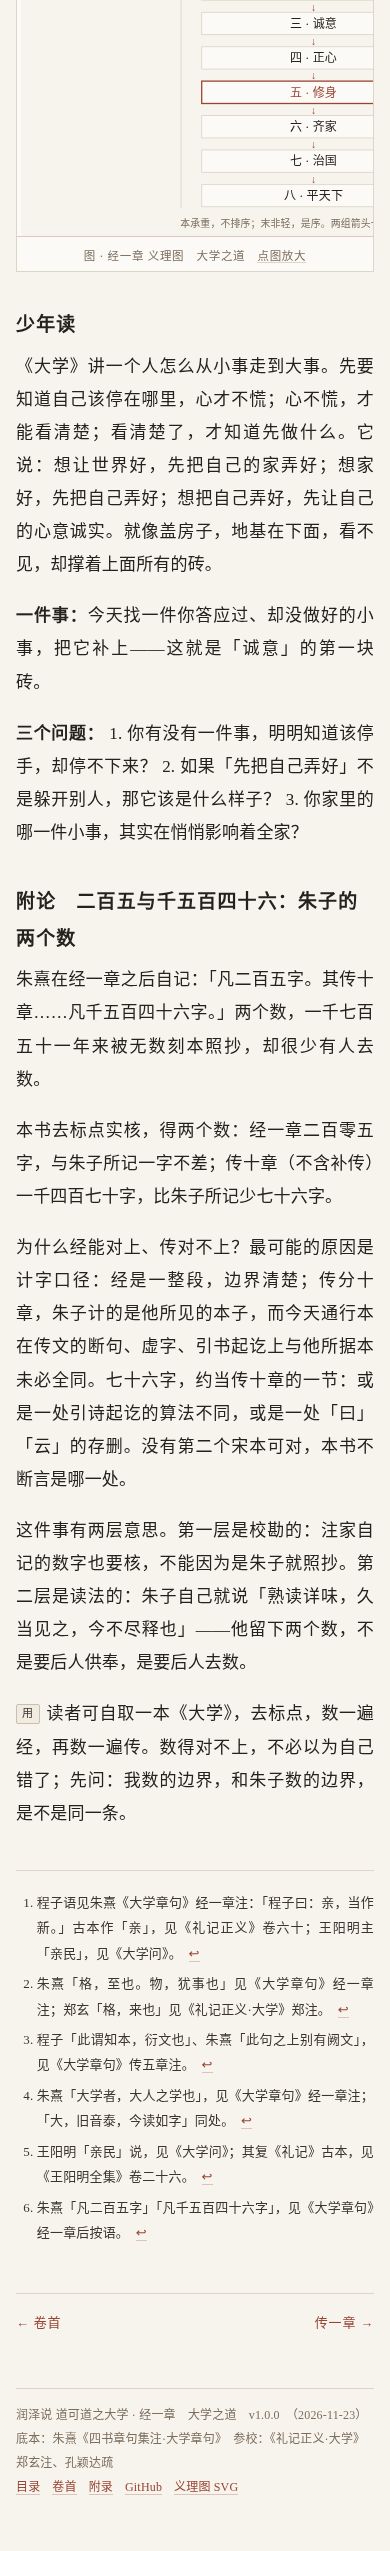 ↓
三 · 诚意
↓
四 · 正心
↓
五 · 修身
↓
六 · 齐家
↓
七 · 治国
↓
八 · 平天下
本承重，不排序；末非轻，是序。两组箭头
图 · 经一章 义理图　大学之道　点图放大
少年读
《大学》讲一个人怎么从小事走到大事。先要
知道自己该停在哪里，心才不慌；心不慌，才
能看清楚；看清楚了，才知道先做什么。它
说：想让世界好，先把自己的家弄好；想家
好，先把自己弄好；想把自己弄好，先让自己
的心意诚实。就像盖房子，地基在下面，看不
见，却撑着上面所有的砖。
一件事：今天找一件你答应过、却没做好的小
事，把它补上——这就是「诚意」的第一块
砖。
三个问题： 1. 你有没有一件事，明明知道该停
手，却停不下来？ 2. 如果「先把自己弄好」不
是躲开别人，那它该是什么样子？ 3. 你家里的
哪一件小事，其实在悄悄影响着全家？
附论　二百五与千五百四十六：朱子的
两个数
朱熹在经一章之后自记：「凡二百五字。其传十
章……凡千五百四十六字。」两个数，一千七百
五十一年来被无数刻本照抄，却很少有人去
数。
本书去标点实核，得两个数：经一章二百零五
字，与朱子所记一字不差；传十章（不含补传）
一千四百七十字，比朱子所记少七十六字。
为什么经能对上、传对不上？最可能的原因是
计字口径：经是一整段，边界清楚；传分十
章，朱子计的是他所见的本子，而今天通行本
在传文的断句、虚字、引书起讫上与他所据本
未必全同。七十六字，约当传十章的一节：或
是一处引诗起讫的算法不同，或是一处「曰」
「云」的存删。没有第二个宋本可对，本书不
断言是哪一处。
这件事有两层意思。第一层是校勘的：注家自
记的数字也要核，不能因为是朱子就照抄。第
二层是读法的：朱子自己就说「熟读详味，久
当见之，今不尽释也」——他留下两个数，不
是要后人供奉，是要后人去数。
用 读者可自取一本《大学》，去标点，数一遍
经，再数一遍传。数得对不上，不必以为自己
错了；先问：我数的边界，和朱子数的边界，
是不是同一条。
1. 程子语见朱熹《大学章句》经一章注：「程子曰：亲，当作
新。」古本作「亲」，见《礼记正义》卷六十；王阳明主
「亲民」，见《大学问》。 ↩
2. 朱熹「格，至也。物，犹事也」见《大学章句》经一章
注；郑玄「格，来也」见《礼记正义·大学》郑注。 ↩
3. 程子「此谓知本，衍文也」、朱熹「此句之上别有阙文」，
见《大学章句》传五章注。 ↩
4. 朱熹「大学者，大人之学也」，见《大学章句》经一章注；
「大，旧音泰，今读如字」同处。 ↩
5. 王阳明「亲民」说，见《大学问》；其复《礼记》古本，见
《王阳明全集》卷二十六。 ↩
6. 朱熹「凡二百五字」「凡千五百四十六字」，见《大学章句》
经一章后按语。 ↩
← 卷首　传一章 →
润泽说 道可道之大学 · 经一章　大学之道　v1.0.0 （2026-11-23）
底本：朱熹《四书章句集注·大学章句》 参校：《礼记正义·大学》
郑玄注、孔颖达疏
目录　卷首　附录　GitHub　义理图 SVG